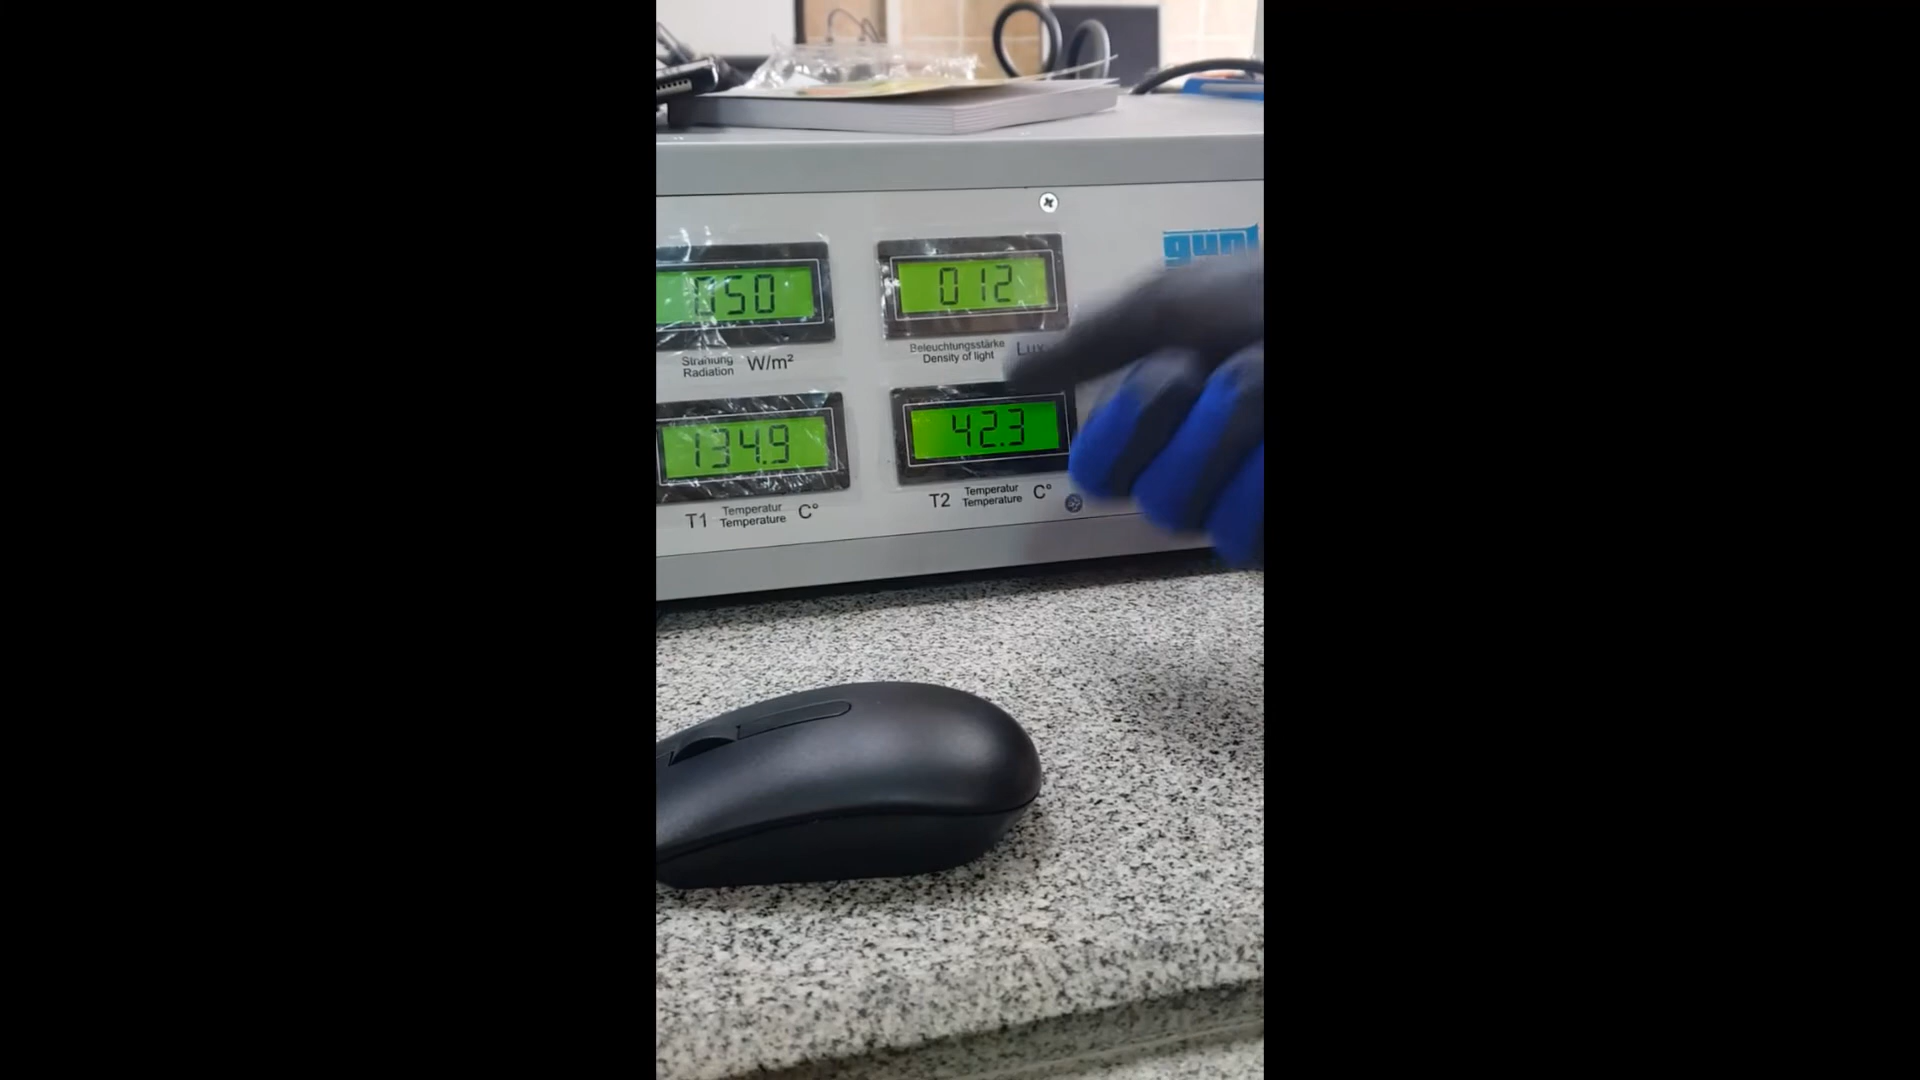 gunt
050
012
Strahlung
Radiation W/m²
Beleuchtungsstärke
Density of light Lux
134.9
42.3
T1 Temperatur
Temperature C°
T2 Temperatur
Temperature C°